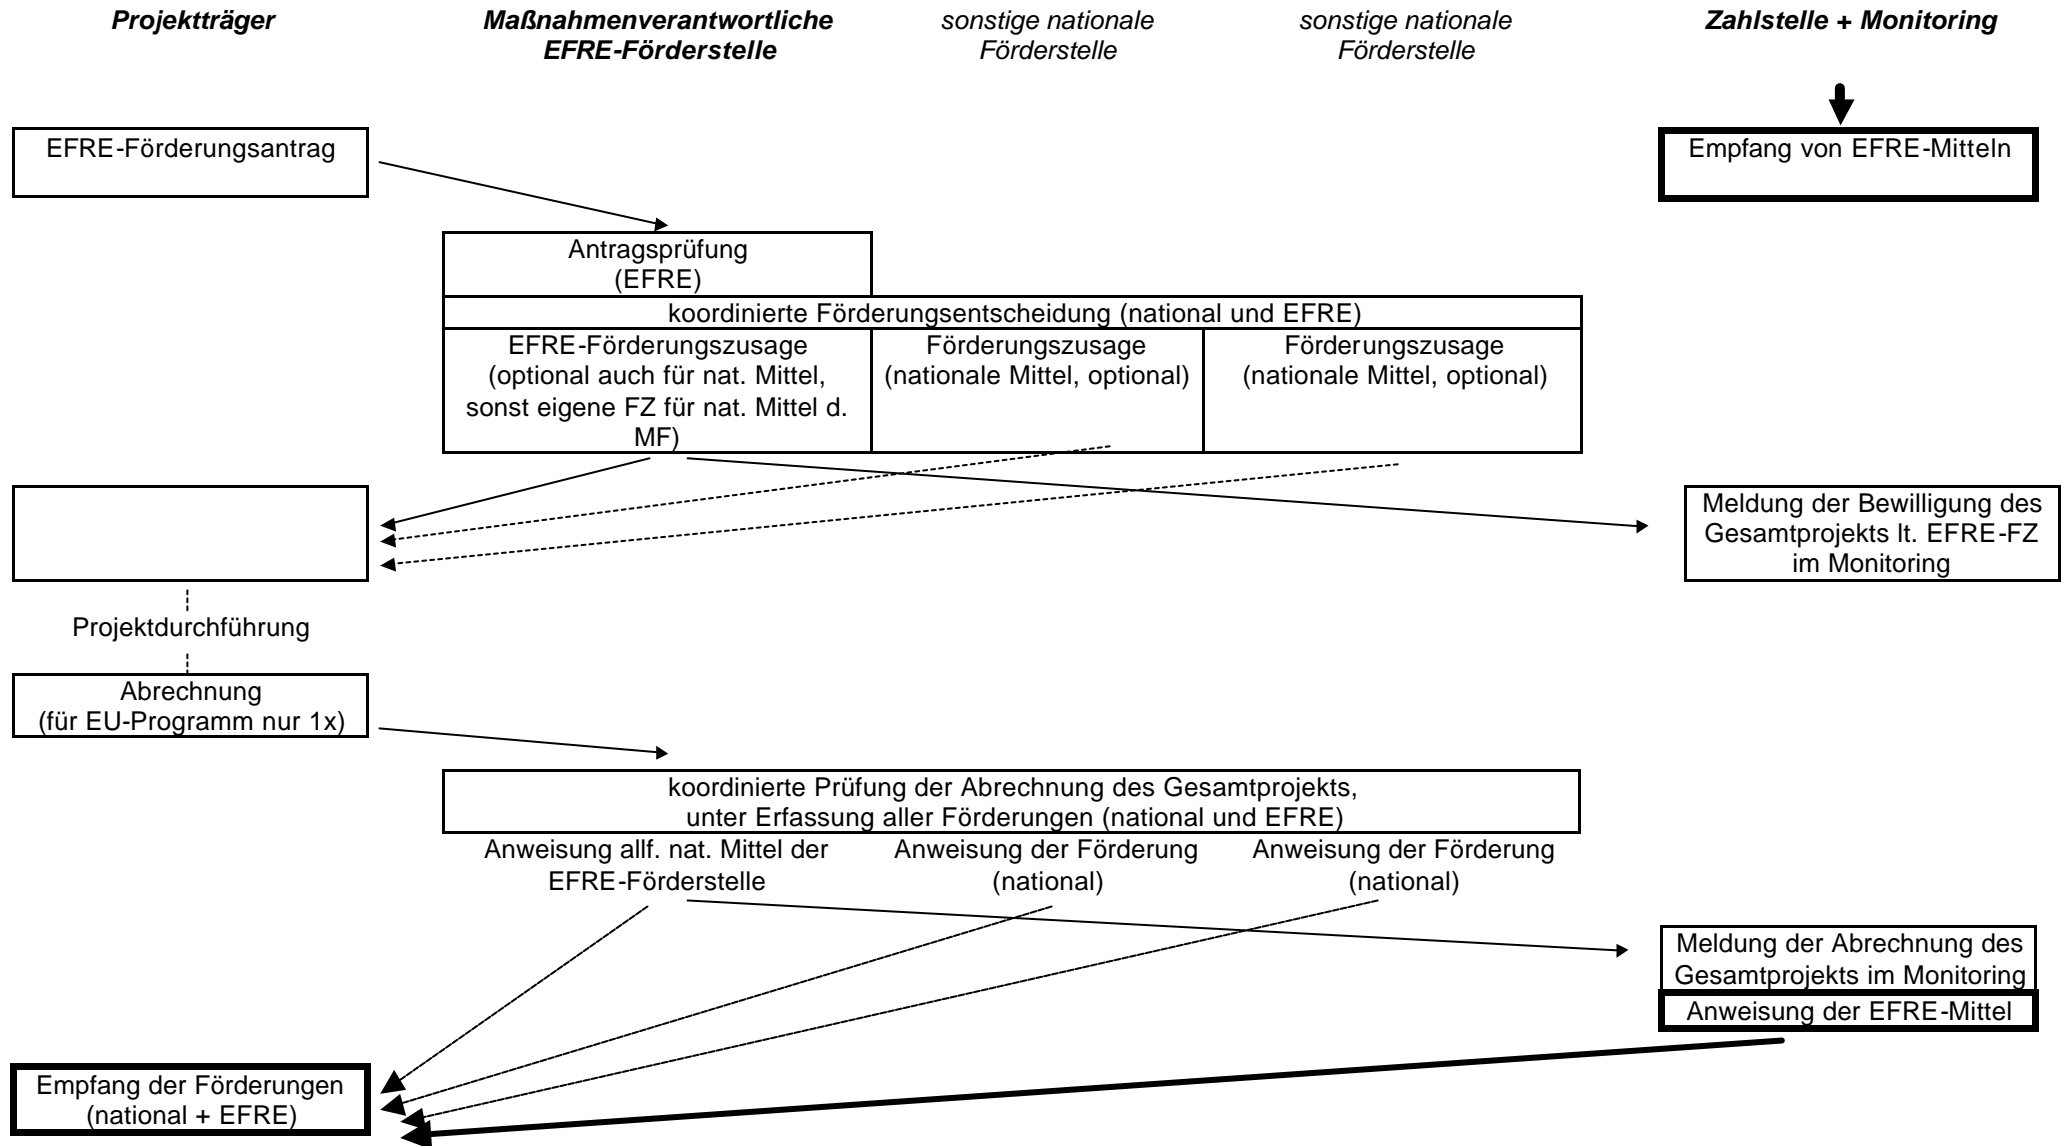 Projektträger
Maßnahmenverantwortliche
EFRE-Förderstelle
sonstige nationale
Förderstelle
sonstige nationale
Förderstelle
Zahlstelle + Monitoring
EFRE-Förderungsantrag
Empfang von EFRE-Mitteln
Antragsprüfung
(EFRE)
koordinierte Förderungsentscheidung (national und EFRE)
EFRE-Förderungszusage
(optional auch für nat. Mittel,
sonst eigene FZ für nat. Mittel d.
MF)
Förderungszusage
(nationale Mittel, optional)
Förderungszusage
(nationale Mittel, optional)
Meldung der Bewilligung des
Gesamtprojekts lt. EFRE-FZ
im Monitoring
Projektdurchführung
Abrechnung
(für EU-Programm nur 1x)
koordinierte Prüfung der Abrechnung des Gesamtprojekts,
unter Erfassung aller Förderungen (national und EFRE)
Anweisung allf. nat. Mittel der
EFRE-Förderstelle
Anweisung der Förderung
(national)
Anweisung der Förderung
(national)
Meldung der Abrechnung des
Gesamtprojekts im Monitoring
Anweisung der EFRE-Mittel
Empfang der Förderungen
(national + EFRE)